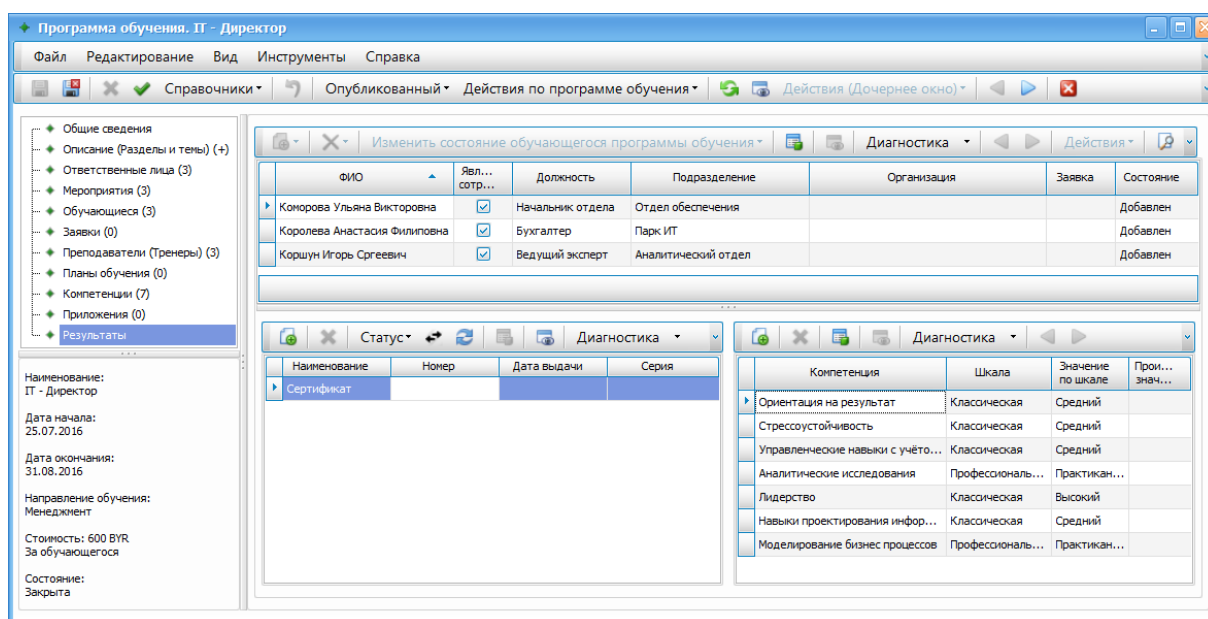 Программа обучения. IT - Директор
Файл Редактирование Вид Инструменты Справка
Справочники Опубликованный Действия по программе обучения Действия (Дочернее окно)
Общие сведения
Описание (Разделы и темы) (+)
Ответственные лица (3)
Мероприятия (3)
Обучающиеся (3)
Заявки (0)
Преподаватели (Тренеры) (3)
Планы обучения (0)
Компетенции (7)
Приложения (0)
Результаты
Наименование:
IT - Директор
Дата начала:
25.07.2016
Дата окончания:
31.08.2016
Направление обучения:
Менеджмент
Стоимость: 600 BYR
За обучающегося
Состояние:
Закрыта
Изменить состояние обучающегося программы обучения Диагностика Действия
ФИО Явл... сотр... Должность Подразделение Организация Заявка Состояние
Коморова Ульяна Викторовна Начальник отдела Отдел обеспечения Добавлен
Королева Анастасия Филиповна Бухгалтер Парк ИТ Добавлен
Коршун Игорь Сргеевич Ведущий эксперт Аналитический отдел Добавлен
Статус Диагностика
Наименование Номер Дата выдачи Серия
Сертификат
Диагностика
Компетенция Шкала Значение по шкале Прои... знач...
Ориентация на результат Классическая Средний
Стрессоустойчивость Классическая Средний
Управленческие навыки с учёто... Классическая Средний
Аналитические исследования Профессиональ... Практикан...
Лидерство Классическая Высокий
Навыки проектирования инфор... Классическая Средний
Моделирование бизнес процессов Профессиональ... Практикан...